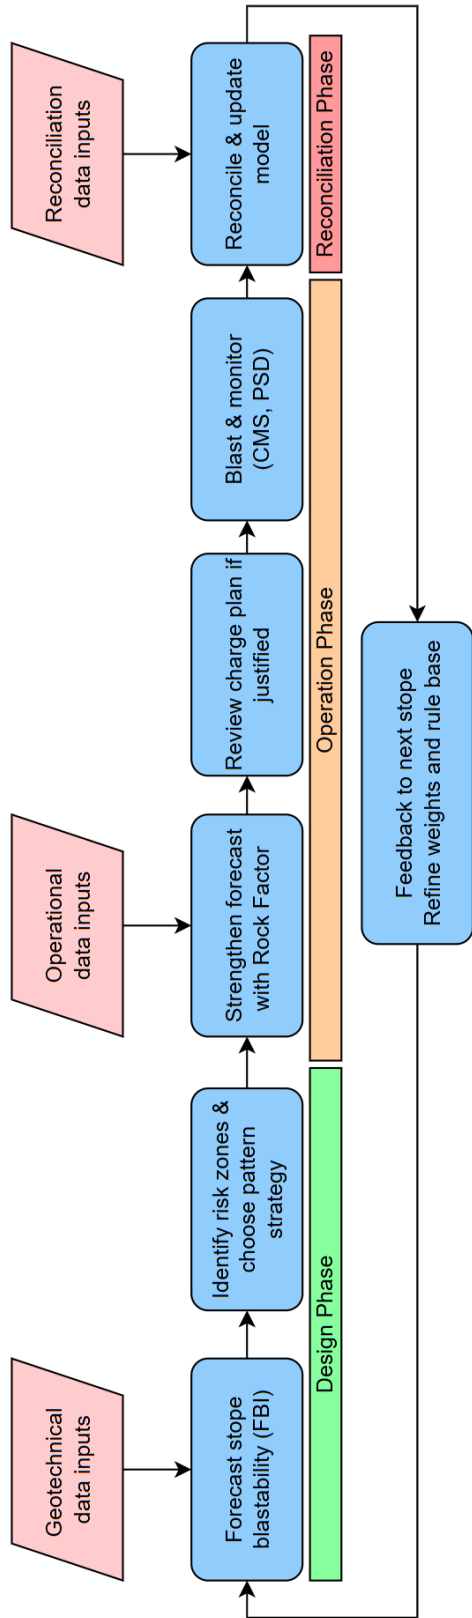 Geotechnical
data inputs
Operational
data inputs
Reconciliation
data inputs
Forecast stope
blastability (FBI)
Identify risk zones &
choose pattern
strategy
Strengthen forecast
with Rock Factor
Review charge plan if
justified
Blast & monitor
(CMS, PSD)
Reconcile & update
model
Design Phase
Operation Phase
Reconciliation Phase
Feedback to next stope
Refine weights and rule base